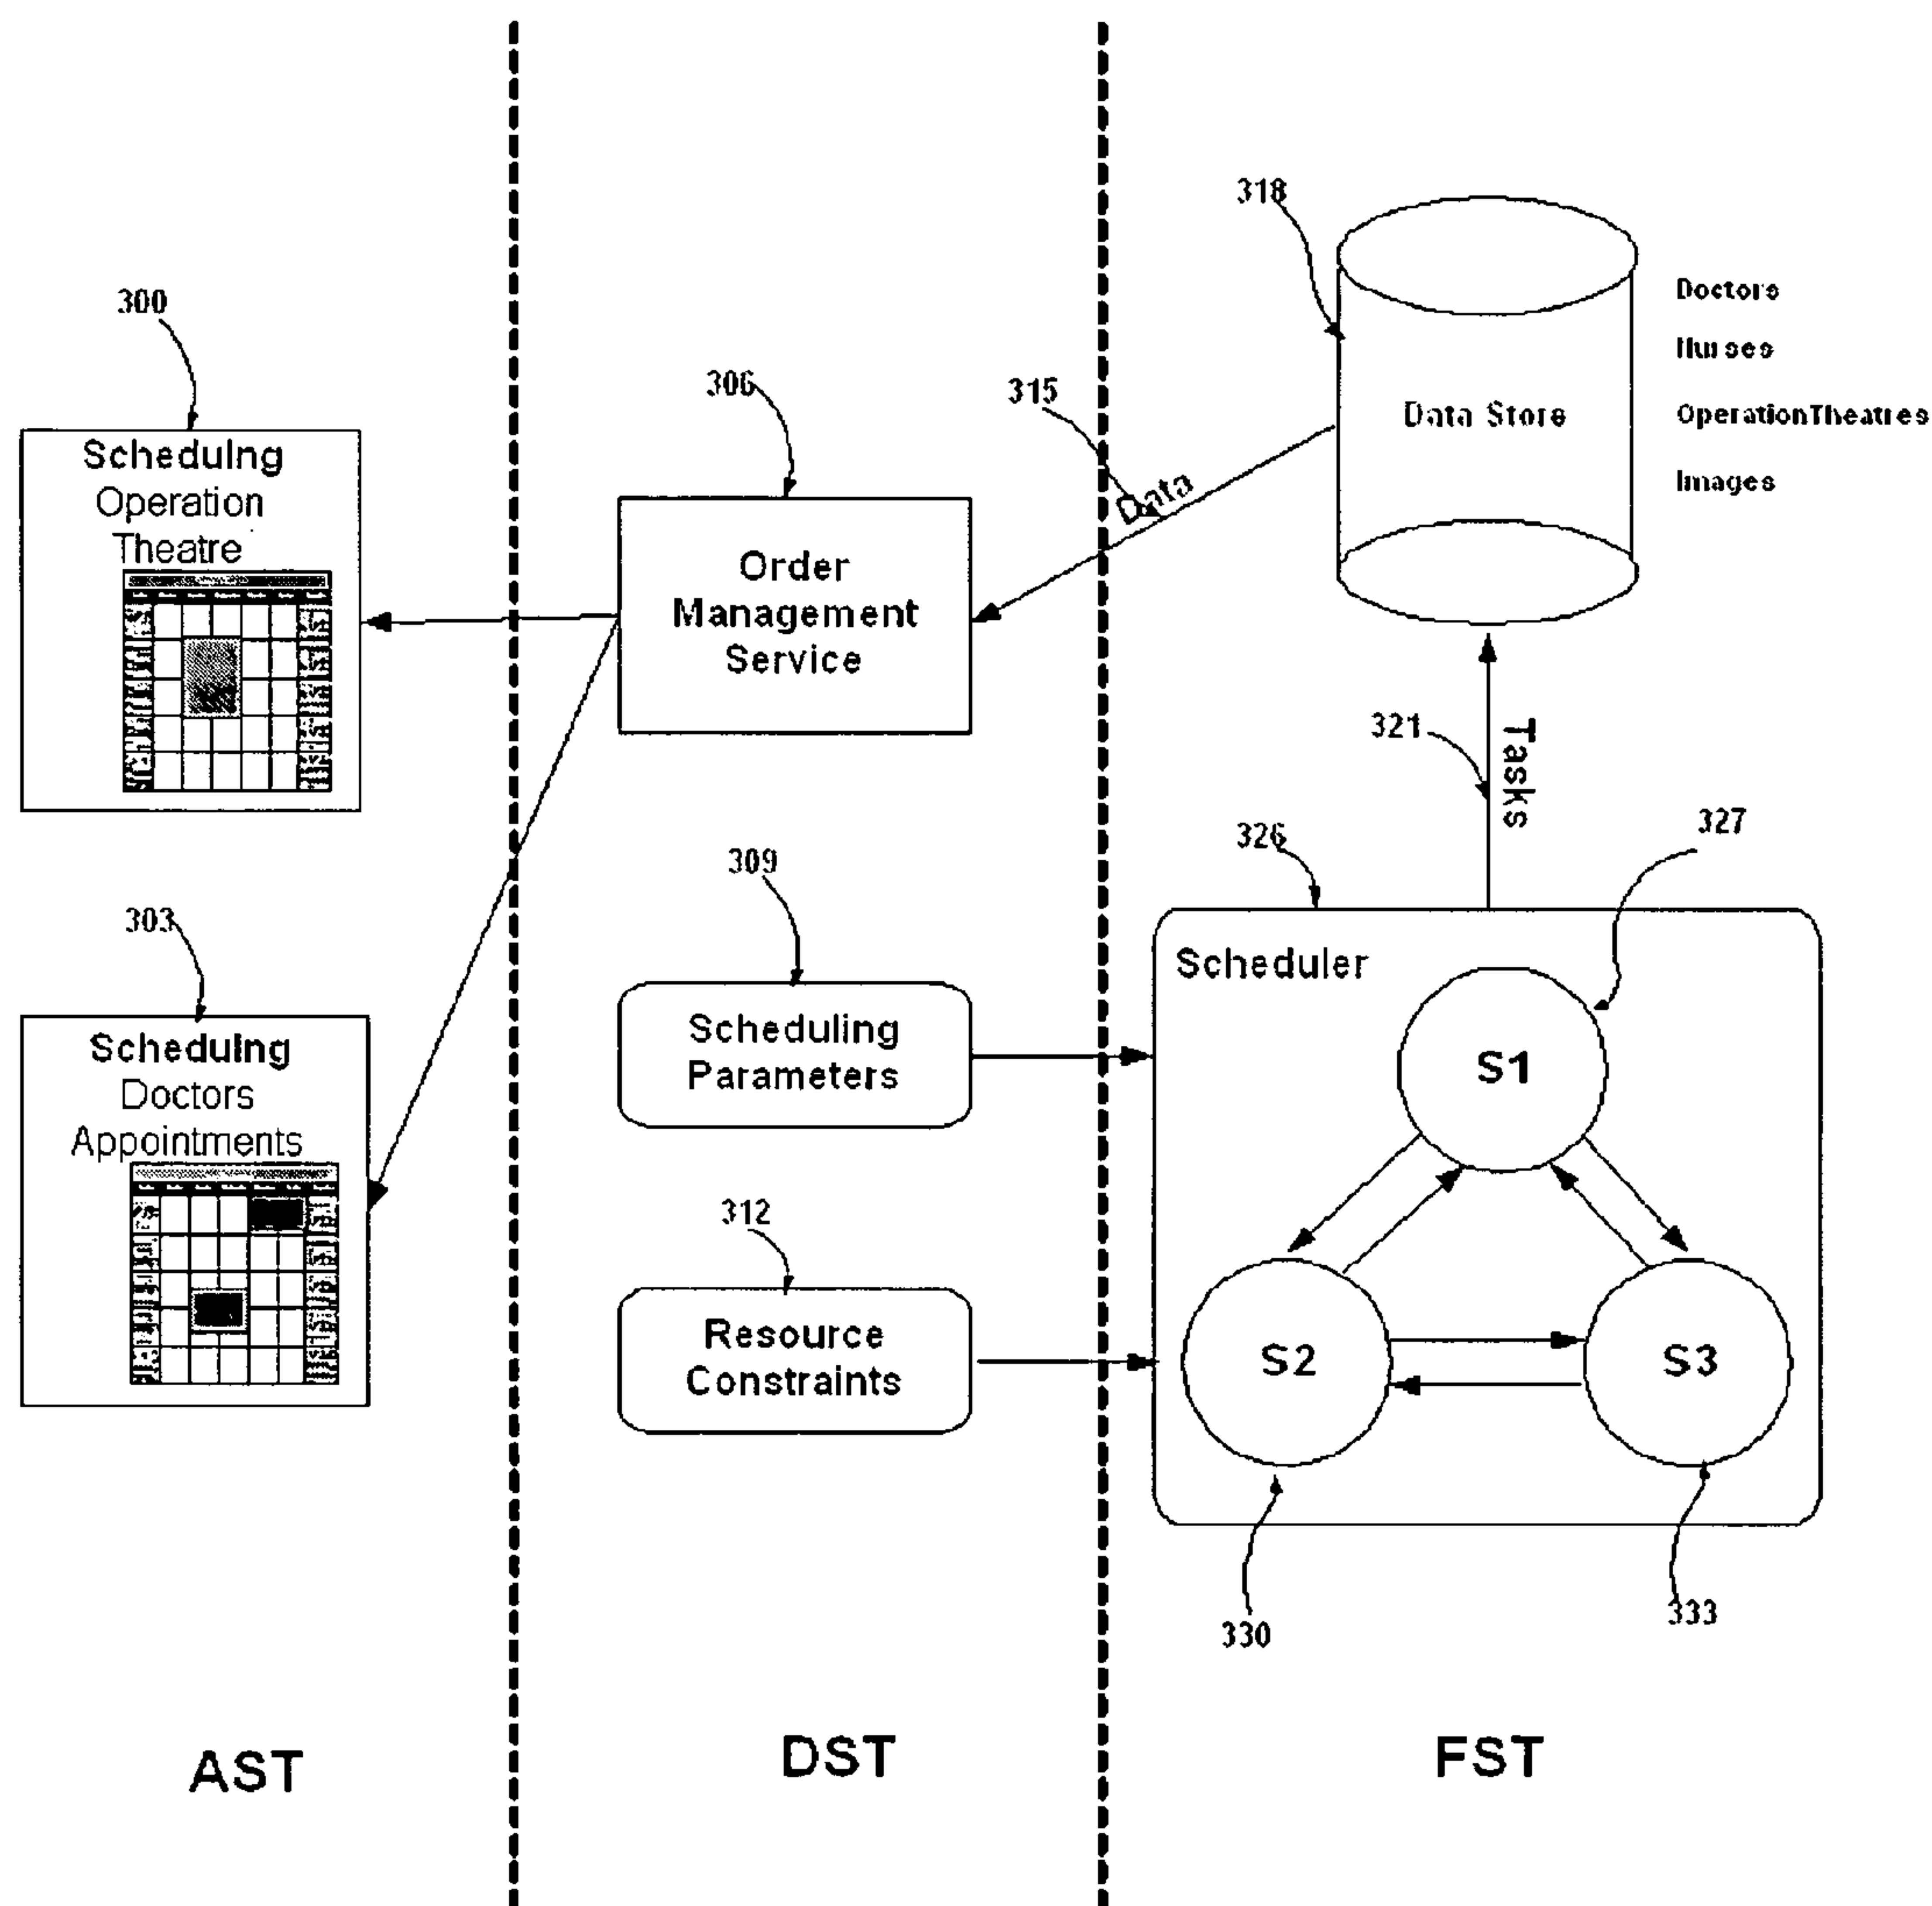 300
Scheduling
Operation
Theatre
303
Scheduling
Doctors
Appointments
AST
306
Order
Management
Service
309
Scheduling
Parameters
312
Resource
Constraints
DST
315
Data
318
Data Store
Doctors
Nurses
OperationTheatres
Images
321
Tasks
326
327
Scheduler
S1
S2
S3
330
333
FST